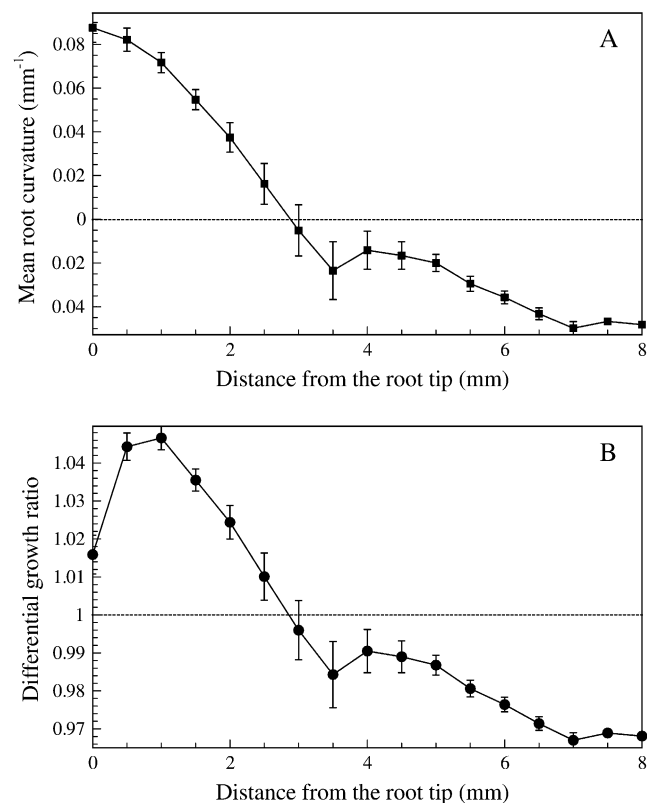 A
Mean root curvature (mm-1)
0.08
0.06
0.04
0.02
0
0.02
0.04
0 2 4 6 8
Distance from the root tip (mm)
B
Differential growth ratio
1.04
1.03
1.02
1.01
1
0.99
0.98
0.97
0 2 4 6 8
Distance from the root tip (mm)